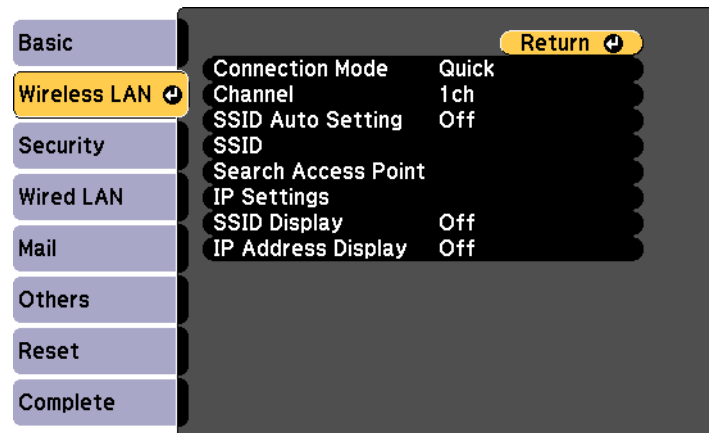 Basic
Wireless LAN
Security
Wired LAN
Mail
Others
Reset
Complete
Return
Connection Mode Quick
Channel 1ch
SSID Auto Setting Off
SSID
Search Access Point
IP Settings
SSID Display Off
IP Address Display Off